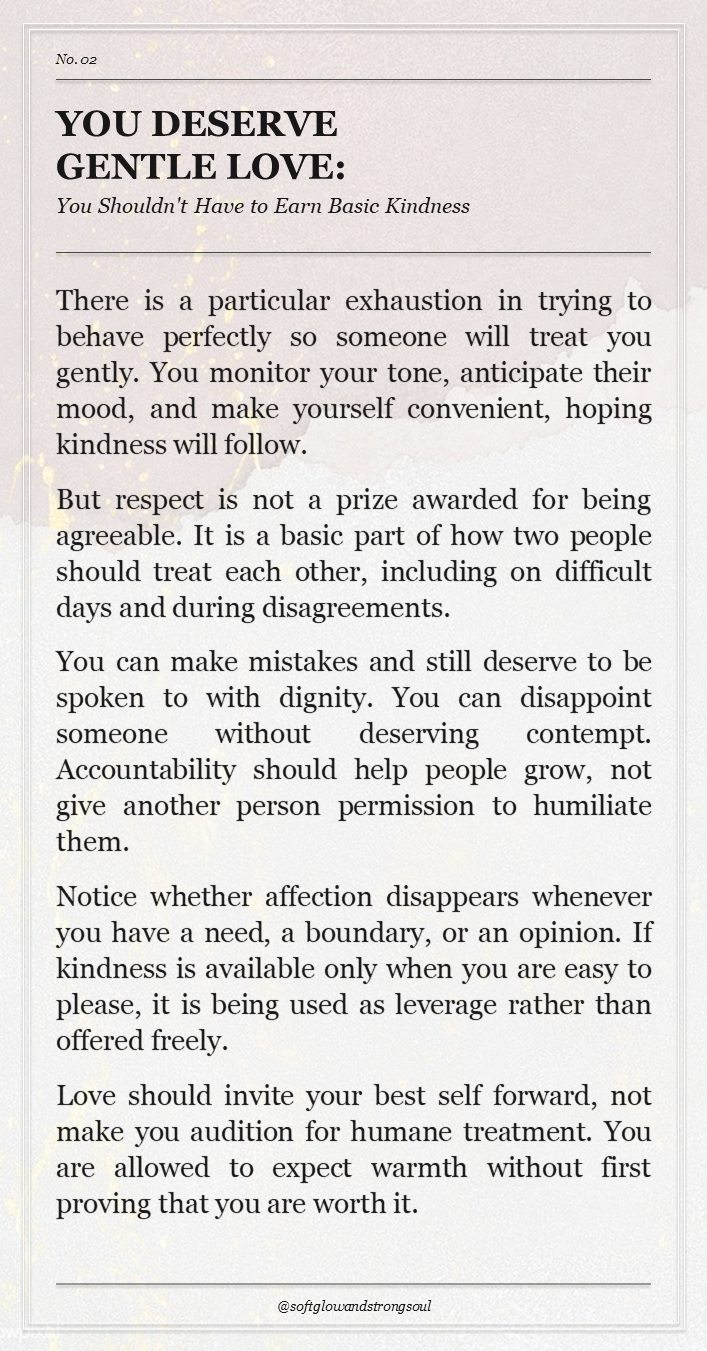 No. 02
YOU DESERVE
GENTLE LOVE:
You Shouldn't Have to Earn Basic Kindness
There is a particular exhaustion in trying to
behave perfectly so someone will treat you
gently. You monitor your tone, anticipate their
mood, and make yourself convenient, hoping
kindness will follow.
But respect is not a prize awarded for being
agreeable. It is a basic part of how two people
should treat each other, including on difficult
days and during disagreements.
You can make mistakes and still deserve to be
spoken to with dignity. You can disappoint
someone without deserving contempt.
Accountability should help people grow, not
give another person permission to humiliate
them.
Notice whether affection disappears whenever
you have a need, a boundary, or an opinion. If
kindness is available only when you are easy to
please, it is being used as leverage rather than
offered freely.
Love should invite your best self forward, not
make you audition for humane treatment. You
are allowed to expect warmth without first
proving that you are worth it.
@softglowandstrongsoul